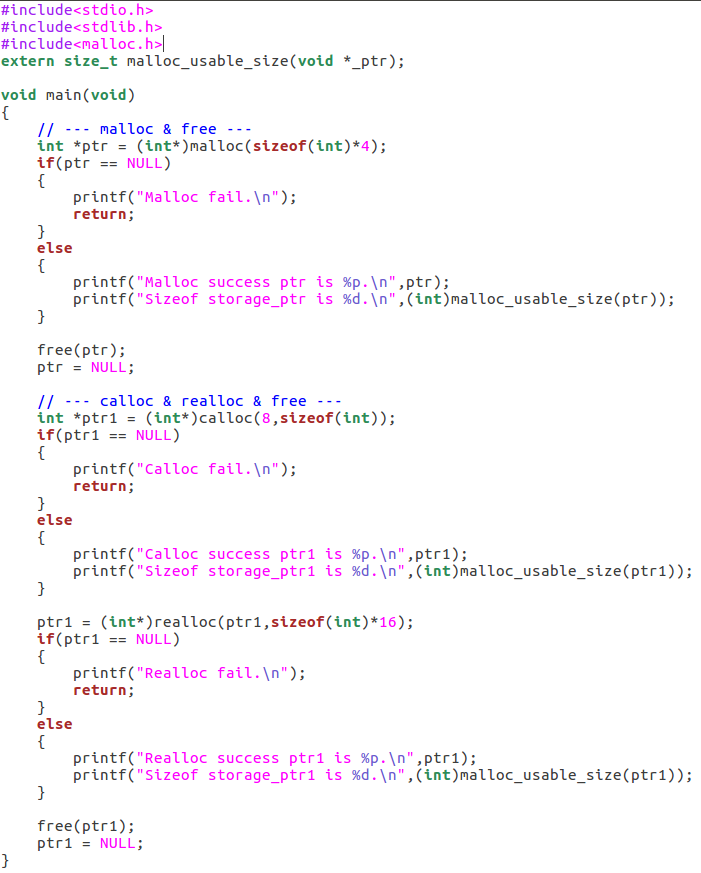 #include<stdio.h>
#include<stdlib.h>
#include<malloc.h>
extern size_t malloc_usable_size(void *_ptr);

void main(void)
{
    // --- malloc & free ---
    int *ptr = (int*)malloc(sizeof(int)*4);
    if(ptr == NULL)
    {
        printf("Malloc fail.\n");
        return;
    }
    else
    {
        printf("Malloc success ptr is %p.\n",ptr);
        printf("Sizeof storage_ptr is %d.\n",(int)malloc_usable_size(ptr));
    }

    free(ptr);
    ptr = NULL;

    // --- calloc & realloc & free ---
    int *ptr1 = (int*)calloc(8,sizeof(int));
    if(ptr1 == NULL)
    {
        printf("Calloc fail.\n");
        return;
    }
    else
    {
        printf("Calloc success ptr1 is %p.\n",ptr1);
        printf("Sizeof storage_ptr1 is %d.\n",(int)malloc_usable_size(ptr1));
    }

    ptr1 = (int*)realloc(ptr1,sizeof(int)*16);
    if(ptr1 == NULL)
    {
        printf("Realloc fail.\n");
        return;
    }
    else
    {
        printf("Realloc success ptr1 is %p.\n",ptr1);
        printf("Sizeof storage_ptr1 is %d.\n",(int)malloc_usable_size(ptr1));
    }

    free(ptr1);
    ptr1 = NULL;
}